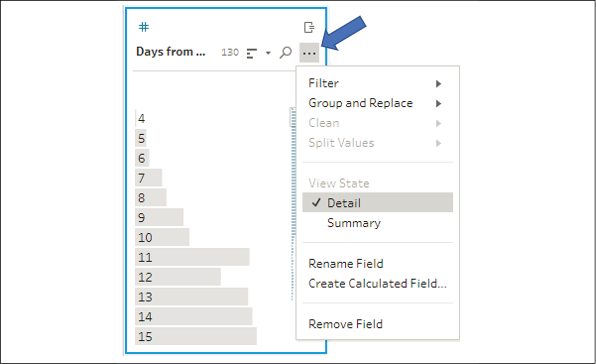 #
Days from ... 130 ...
Filter
Group and Replace
Clean
Split Values
View State
✓ Detail
Summary
Rename Field
Create Calculated Field...
Remove Field
4
5
6
7
8
9
10
11
12
13
14
15